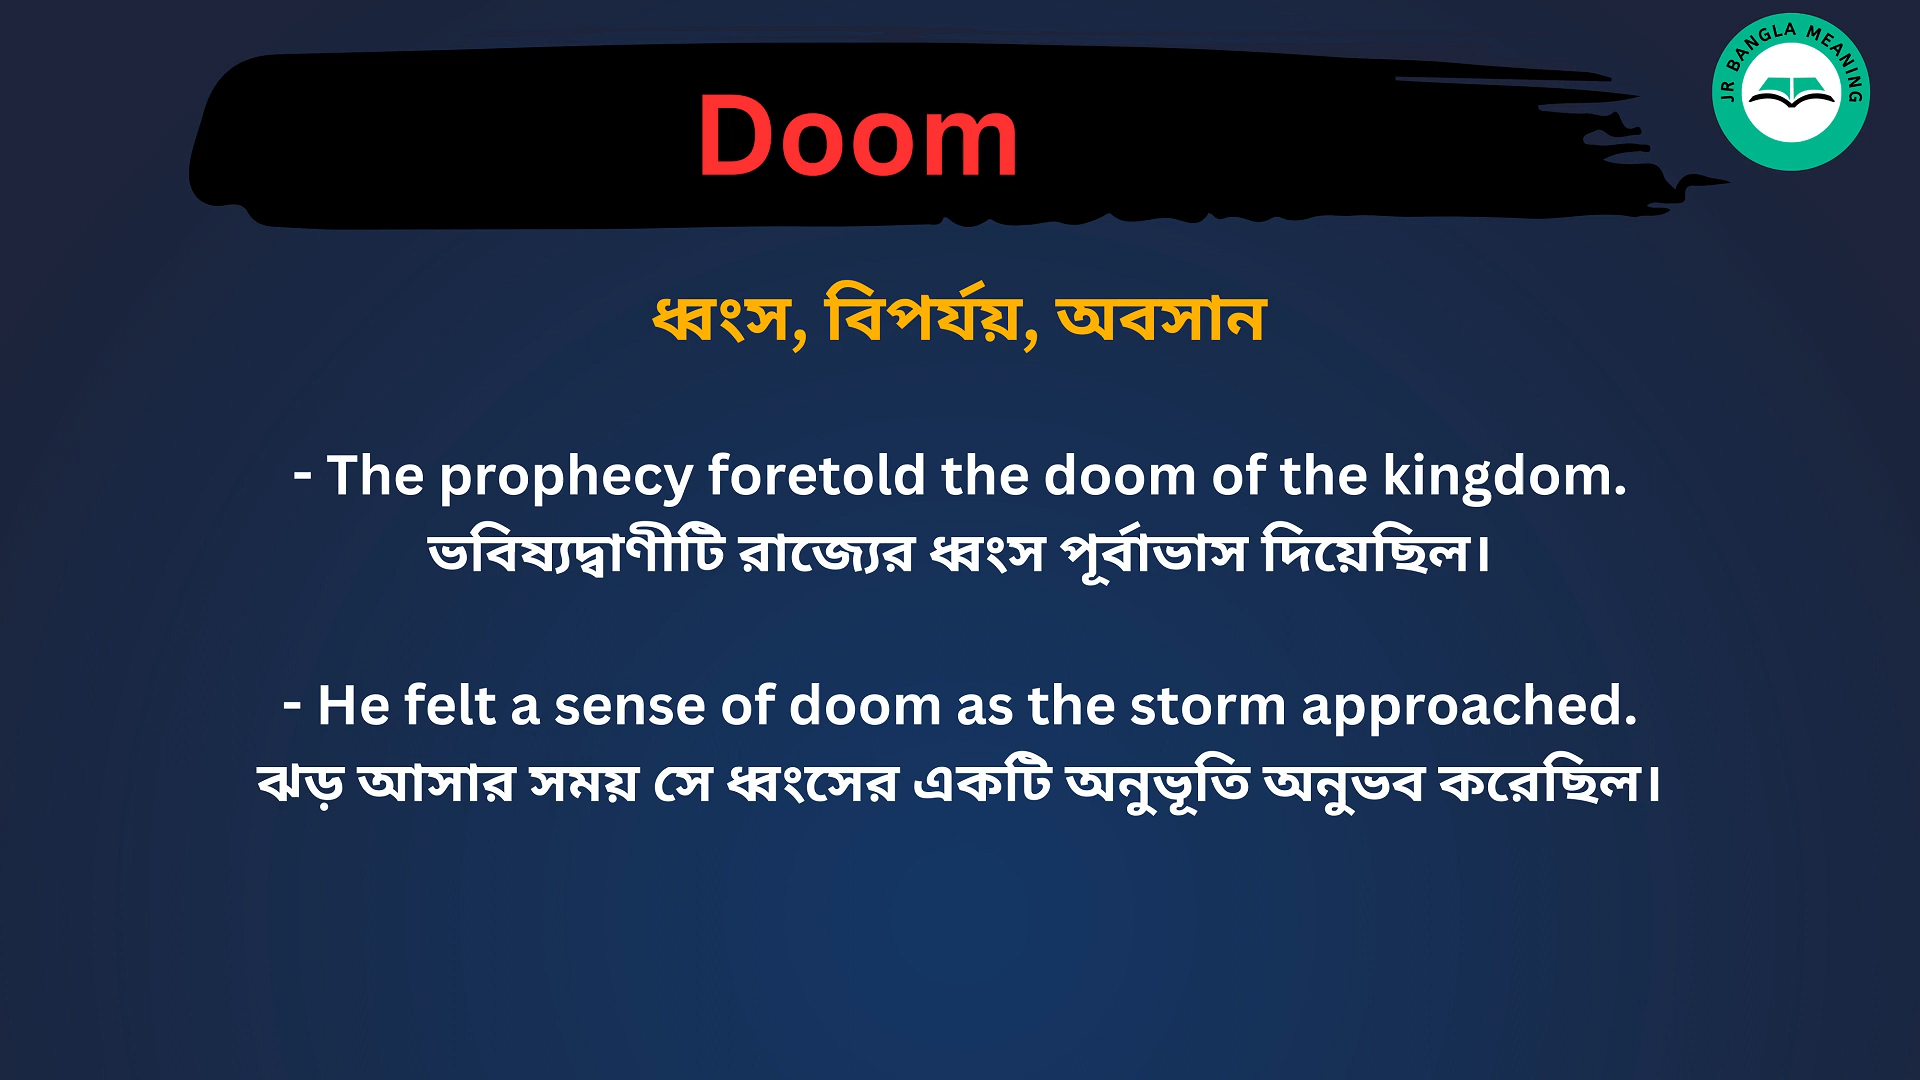 JR BANGLA MEANING
Doom
ধ্বংস, বিপর্যয়, অবসান
- The prophecy foretold the doom of the kingdom.
ভবিষ্যদ্বাণীটি রাজ্যের ধ্বংস পূর্বাভাস দিয়েছিল।
- He felt a sense of doom as the storm approached.
ঝড় আসার সময় সে ধ্বংসের একটি অনুভূতি অনুভব করেছিল।